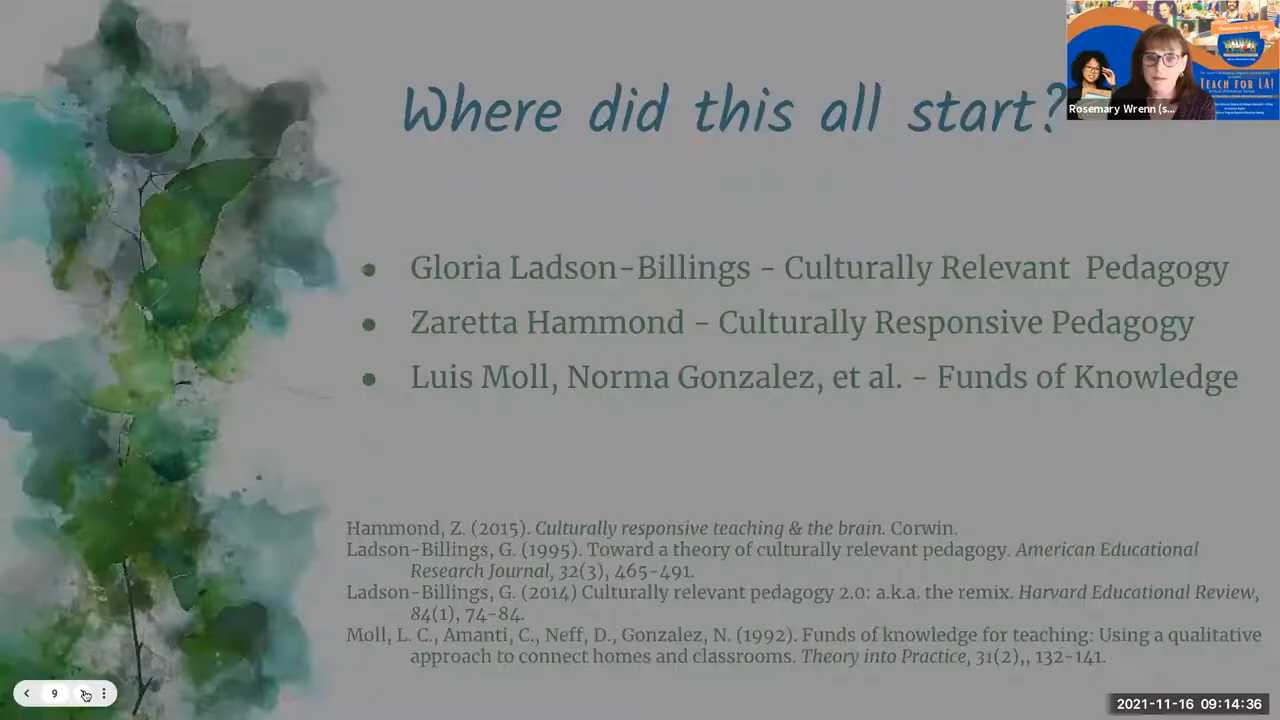 Where did this all start?
TEACH FOR LA!
Rosemary Wrenn (s...
● Gloria Ladson-Billings - Culturally Relevant Pedagogy
● Zaretta Hammond - Culturally Responsive Pedagogy
● Luis Moll, Norma Gonzalez, et al. - Funds of Knowledge
Hammond, Z. (2015). Culturally responsive teaching & the brain. Corwin.
Ladson-Billings, G. (1995). Toward a theory of culturally relevant pedagogy. American Educational
Research Journal, 32(3), 465-491.
Ladson-Billings, G. (2014) Culturally relevant pedagogy 2.0: a.k.a. the remix. Harvard Educational Review,
84(1), 74-84.
Moll, L. C., Amanti, C., Neff, D., Gonzalez, N. (1992). Funds of knowledge for teaching: Using a qualitative
approach to connect homes and classrooms. Theory into Practice, 31(2),, 132-141.
9
2021-11-16 09:14:36